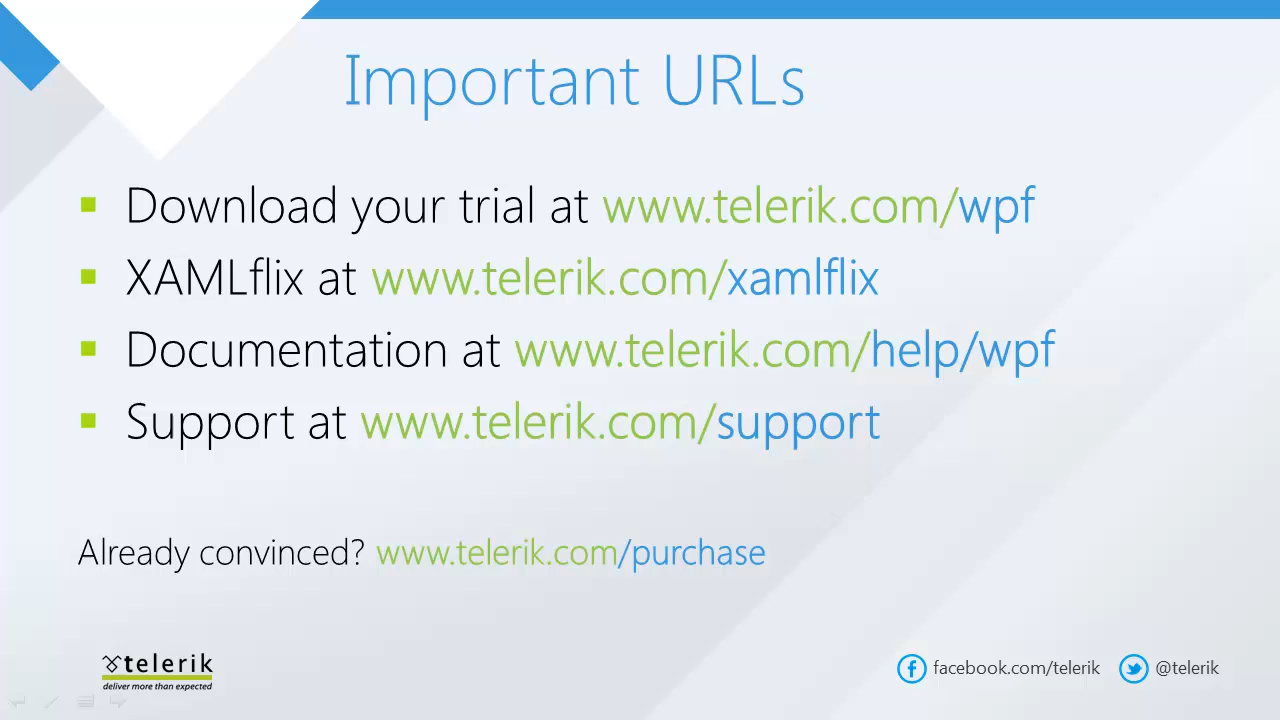 Important URLs
Download your trial at www.telerik.com/wpf
XAMLflix at www.telerik.com/xamlflix
Documentation at www.telerik.com/help/wpf
Support at www.telerik.com/support
Already convinced? www.telerik.com/purchase
telerik
deliver more than expected
facebook.com/telerik
@telerik